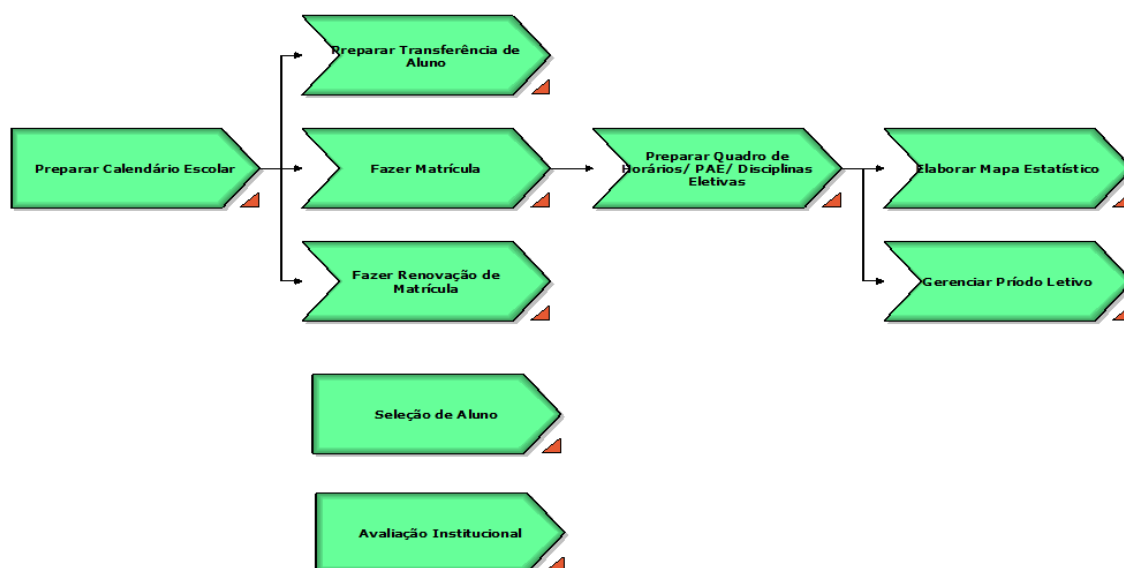 Preparar Transferência de
Aluno
Preparar Calendário Escolar
Fazer Matrícula
Preparar Quadro de
Horários/ PAE/ Disciplinas
Eletivas
Elaborar Mapa Estatístico
Fazer Renovação de
Matrícula
Gerenciar Príodo Letivo
Seleção de Aluno
Avaliação Institucional